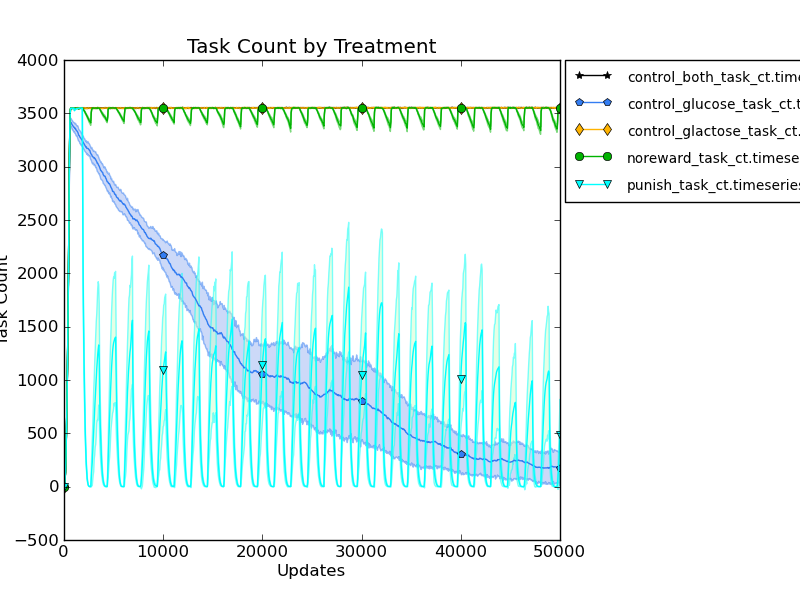 Task Count by Treatment
4000
3500
3000
2500
2000
1500
1000
500
0
−500
Task Count
0 10000 20000 30000 40000 50000
Updates
control_both_task_ct.time
control_glucose_task_ct.t
control_glactose_task_ct.
noreward_task_ct.timese
punish_task_ct.timeseries